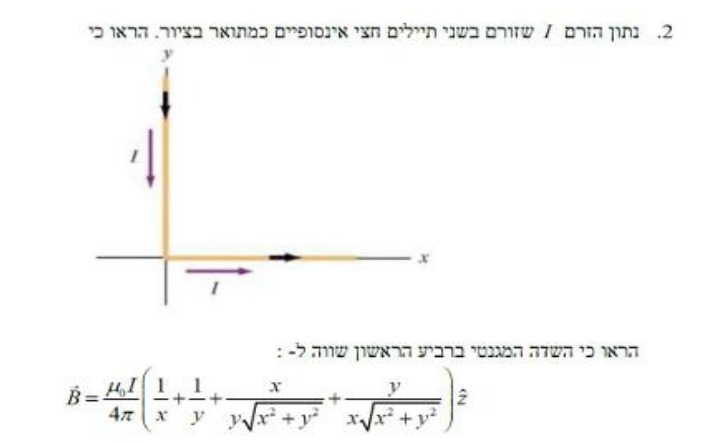 2. נתון הזרם I שזורם בשני תיילים חצי אינסופיים כמתואר בציור. הראו כי
y
I
x
I
הראו כי השדה המגנטי ברביע הראשון שווה ל- :
\vec{B} = \frac{\mu_0 I}{4\pi} \left( \frac{1}{x} + \frac{1}{y} + \frac{x}{y\sqrt{x^2 + y^2}} + \frac{y}{x\sqrt{x^2 + y^2}} \right) \hat{z}